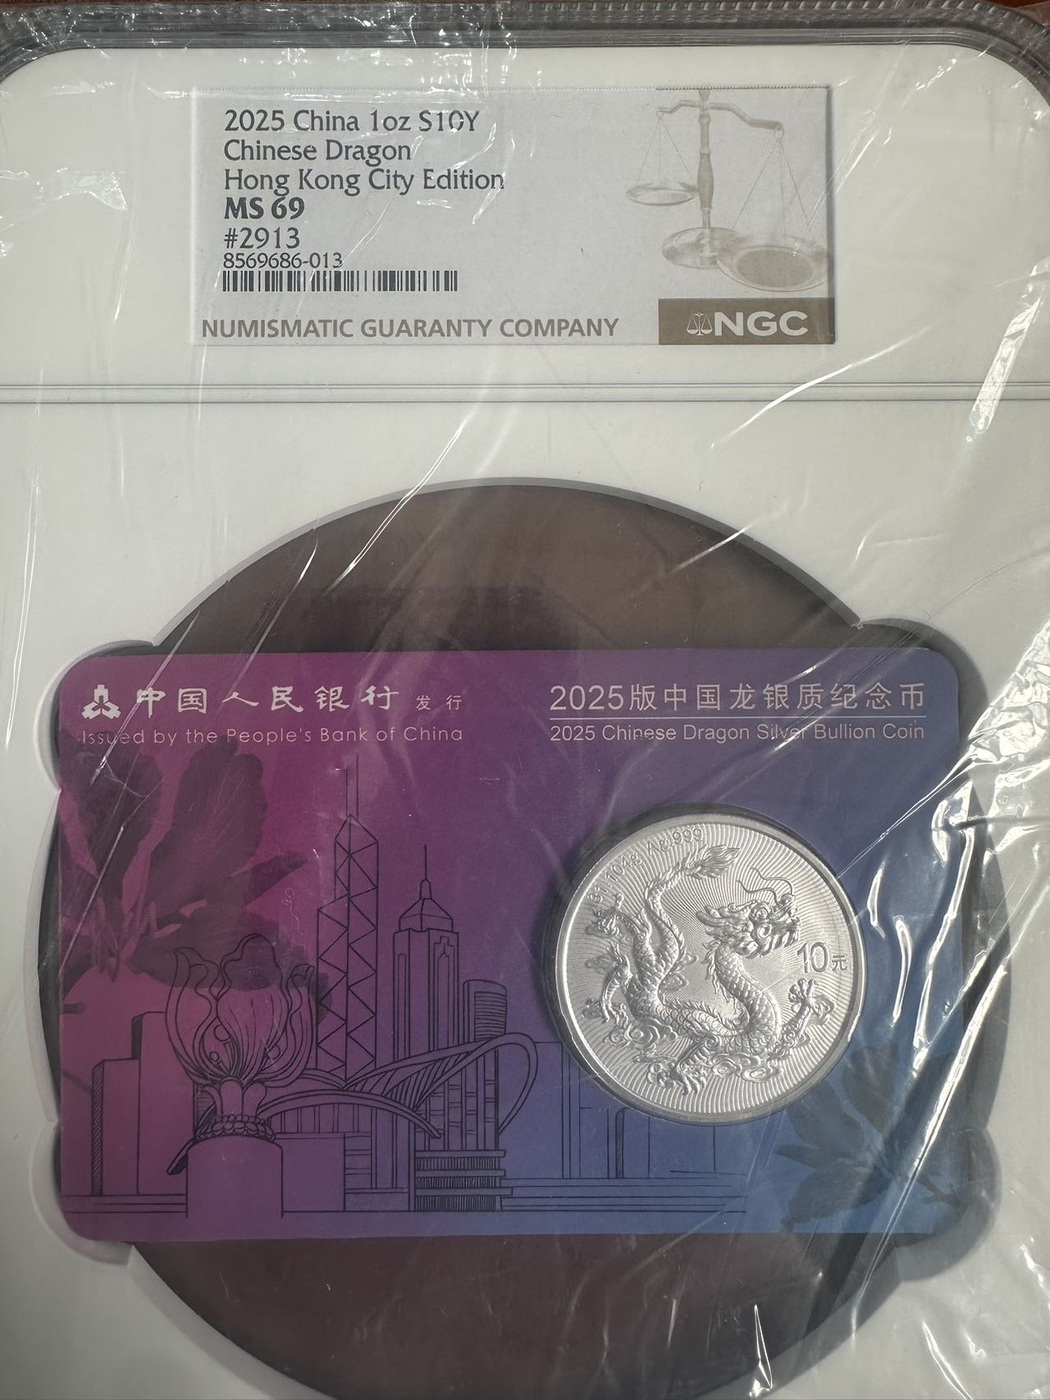 2025 China 1oz S10Y
Chinese Dragon
Hong Kong City Edition
MS 69
#2913
8569686-013
NUMISMATIC GUARANTY COMPANY
NGC
中国人民银行 发行
Issued by the People's Bank of China
2025版中国龙银质纪念币
2025 Chinese Dragon Silver Bullion Coin
Ag.999
10元